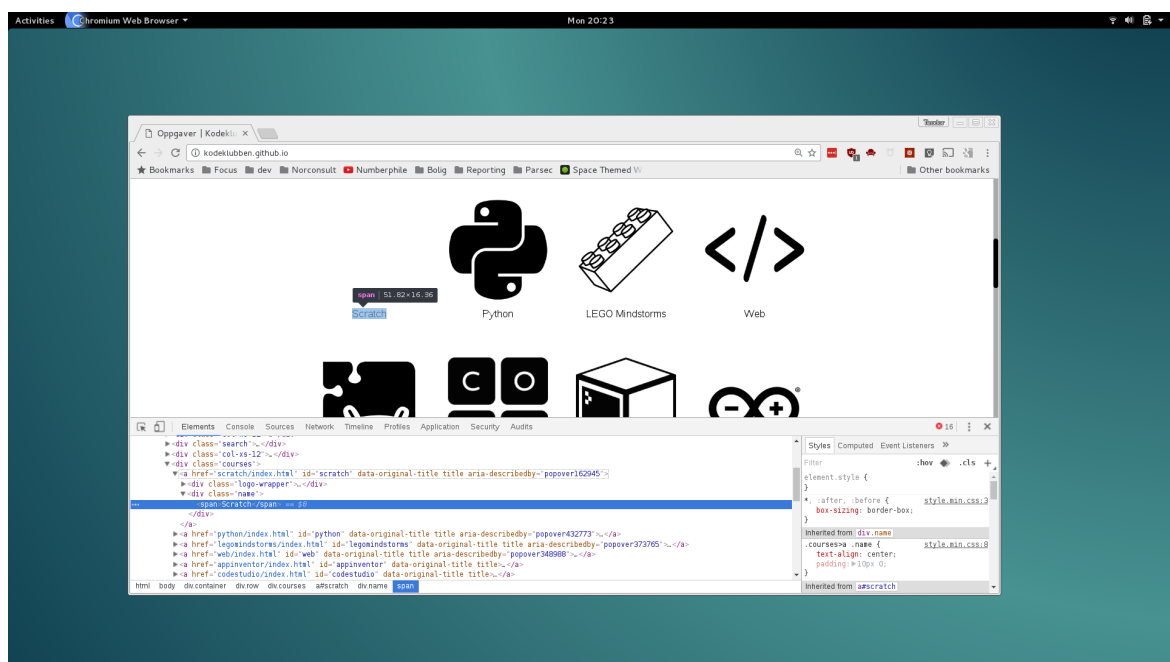 Activities Chromium Web Browser Mon 20:23
Oppgaver | Kodeklu
kodeklubben.github.io
Bookmarks Focus dev Norconsult Numberphile Bolig Reporting Parsec Space Themed W Other bookmarks
span 51.82×16.36
Scratch Python LEGO Mindstorms Web
C O
Elements Console Sources Network Timeline Profiles Application Security Audits 16
<div class="search">…</div>
<div class="col-xs-12">…</div>
<div class="courses">
<a href="scratch/index.html" id="scratch" data-original-title title aria-describedby="popover162945">
<div class="logo-wrapper">…</div>
<div class="name">
<span>Scratch</span> == $0
</div>
</a>
<a href="python/index.html" id="python" data-original-title title aria-describedby="popover432773">…</a>
<a href="legomindstorms/index.html" id="legomindstorms" data-original-title title aria-describedby="popover373765">…</a>
<a href="web/index.html" id="web" data-original-title title aria-describedby="popover348988">…</a>
<a href="appinventor/index.html" id="appinventor" data-original-title title>…</a>
<a href="codestudio/index.html" id="codestudio" data-original-title title>…</a>
html body div.container div.row div.courses a#scratch div.name span
Styles Computed Event Listeners »
Filter :hov .cls +
element.style {
}
*, :after, :before { style.min.css:3
box-sizing: border-box;
}
Inherited from div.name
.courses>a .name { style.min.css:8
text-align: center;
padding: 10px 0;
}
Inherited from a#scratch